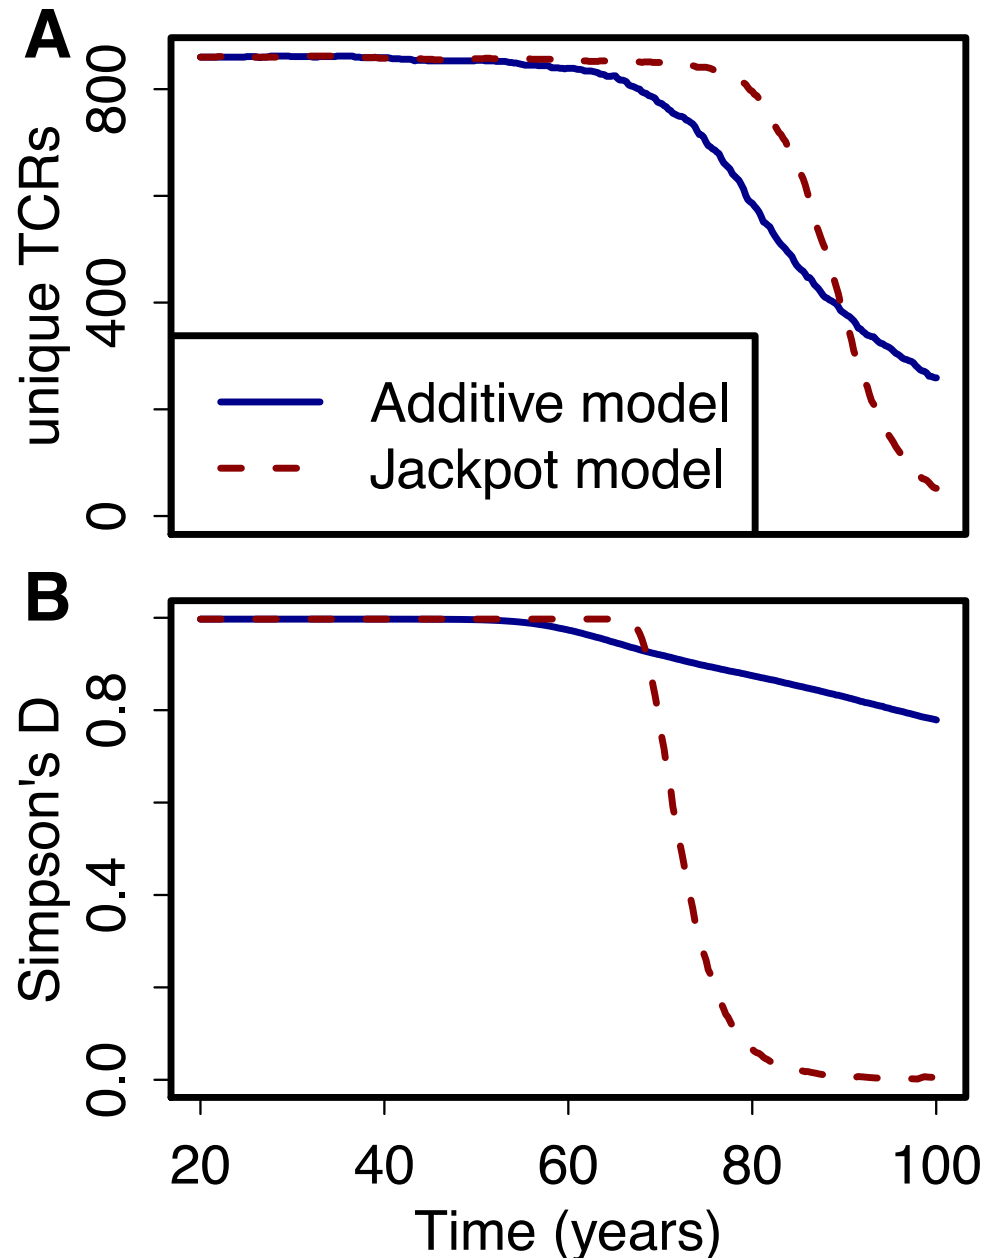 A
unique TCRs
800
400
0
Additive model
Jackpot model
B
Simpson's D
0.8
0.4
0.0
20 40 60 80 100
Time (years)